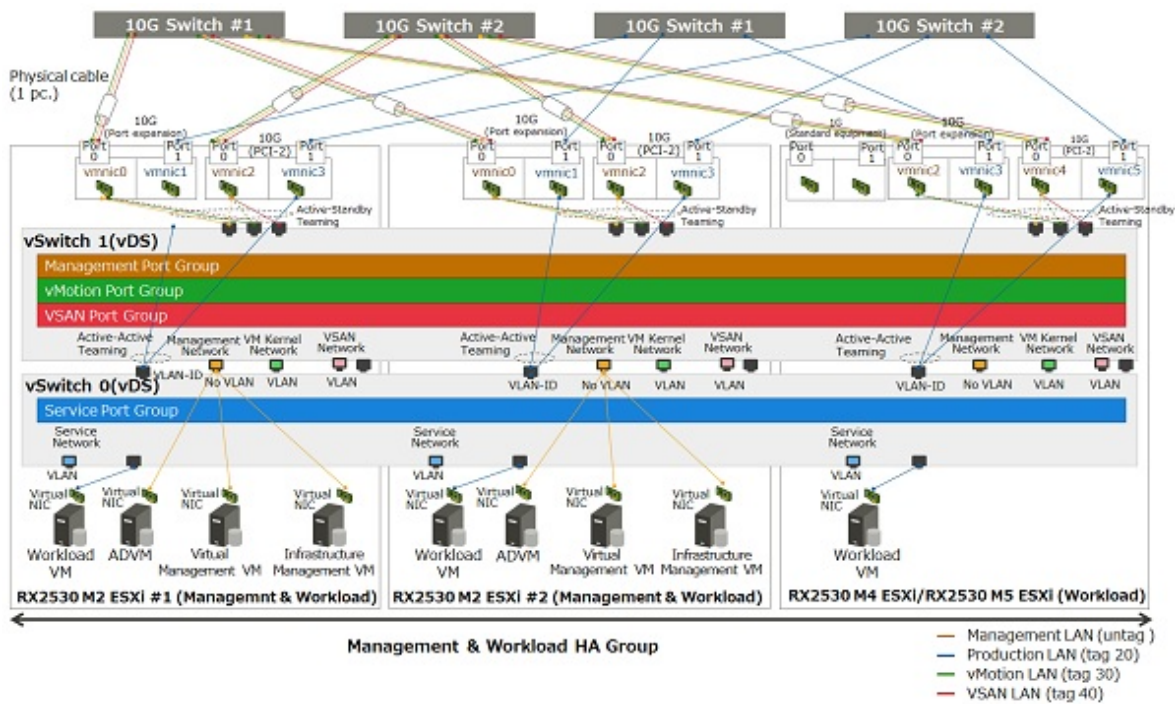 10G Switch #1
10G Switch #2
10G Switch #1
10G Switch #2
Physical cable
(1 pc.)
10G
(Port expansion)
10G
(PCI-2)
10G
(Port expansion)
10G
(PCI-2)
1G
(Standard equipment)
10G
(Port expansion)
10G
(PCI-2)
Port
0
Port
1
Port
0
Port
1
Port
0
Port
1
Port
0
Port
1
Port
0
Port
1
Port
0
Port
1
Port
0
Port
1
vmnic0
vmnic1
vmnic2
vmnic3
vmnic0
vmnic1
vmnic2
vmnic3
vmnic2
vmnic3
vmnic4
vmnic5
Active-Standby
Teaming
Active-Standby
Teaming
Active-Standby
Teaming
vSwitch 1(vDS)
Management Port Group
vMotion Port Group
VSAN Port Group
Active-Active
Teaming
Management
Network
VM Kernel
Network
VSAN
Network
Active-Active
Teaming
Management
Network
VM Kernel
Network
VSAN
Network
Active-Active
Teaming
Management
Network
VM Kernel
Network
VSAN
Network
VLAN-ID
No VLAN
VLAN
VLAN
VLAN-ID
No VLAN
VLAN
VLAN
VLAN-ID
No VLAN
VLAN
VLAN
vSwitch 0(vDS)
Service Port Group
Service
Network
VLAN
Service
Network
VLAN
Service
Network
VLAN
Virtual
NIC
Virtual
NIC
Virtual
NIC
Virtual
NIC
Virtual
NIC
Virtual
NIC
Virtual
NIC
Virtual
NIC
Virtual
NIC
Workload
VM
ADVM
Virtual
Management VM
Infrastructure
Management VM
Workload
VM
ADVM
Virtual
Management VM
Infrastructure
Management VM
Workload
VM
RX2530 M2 ESXi #1 (Managemnt & Workload)
RX2530 M2 ESXi #2 (Management & Workload)
RX2530 M4 ESXi/RX2530 M5 ESXi (Workload)
Management & Workload HA Group
Management LAN (untag )
Production LAN (tag 20)
vMotion LAN (tag 30)
VSAN LAN (tag 40)